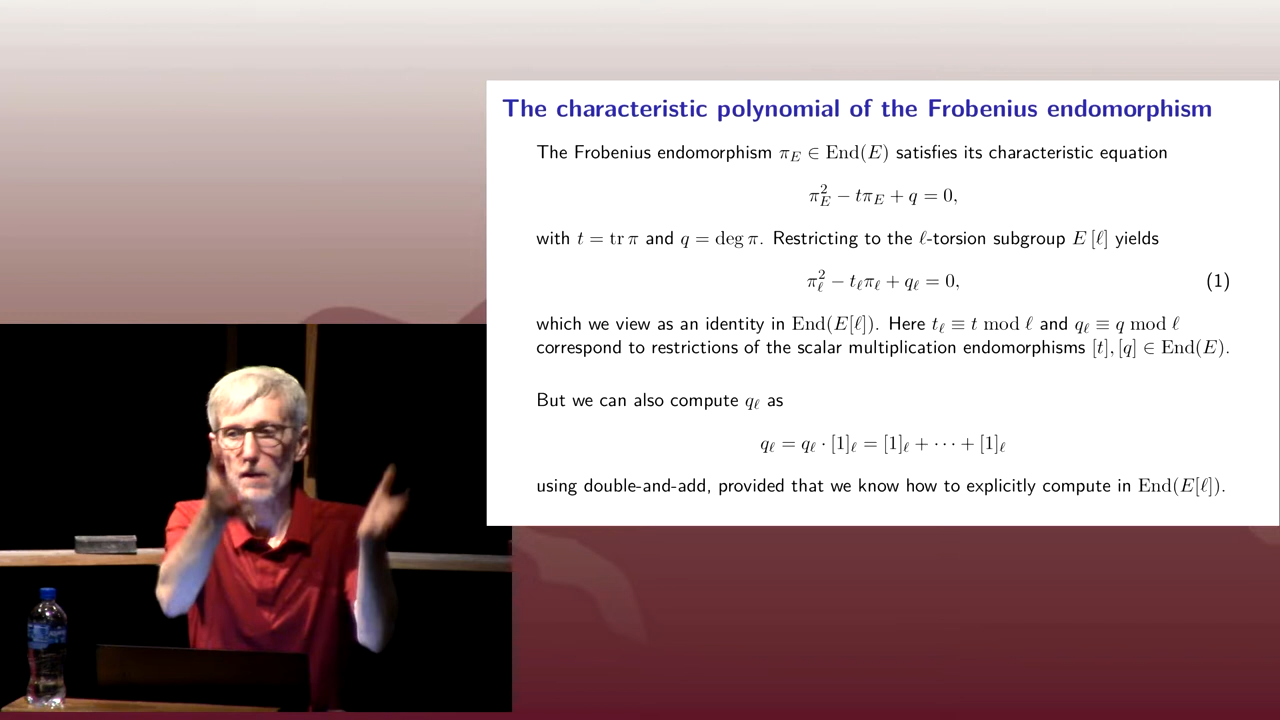 The characteristic polynomial of the Frobenius endomorphism
The Frobenius endomorphism π_E ∈ End(E) satisfies its characteristic equation
π_E^2 − tπ_E + q = 0,
with t = tr π and q = deg π. Restricting to the ℓ-torsion subgroup E [ℓ] yields
π_ℓ^2 − t_ℓπ_ℓ + q_ℓ = 0, (1)
which we view as an identity in End(E[ℓ]). Here t_ℓ ≡ t mod ℓ and q_ℓ ≡ q mod ℓ
correspond to restrictions of the scalar multiplication endomorphisms [t], [q] ∈ End(E).
But we can also compute q_ℓ as
q_ℓ = q_ℓ · [1]_ℓ = [1]_ℓ + ⋯ + [1]_ℓ
using double-and-add, provided that we know how to explicitly compute in End(E[ℓ]).